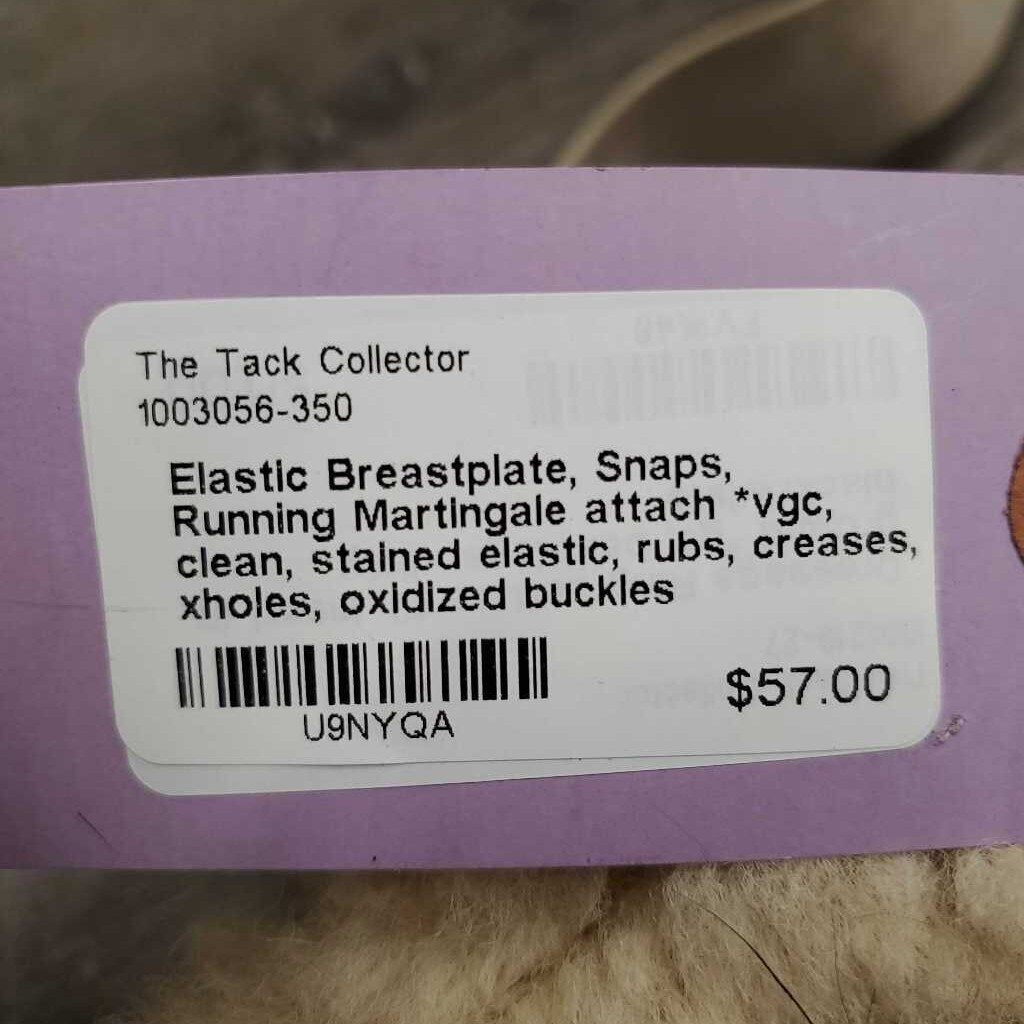 The Tack Collector
1003056-350
Elastic Breastplate, Snaps,
Running Martingale attach *vgc,
clean, stained elastic, rubs, creases,
xholes, oxidized buckles
U9NYQA
$57.00